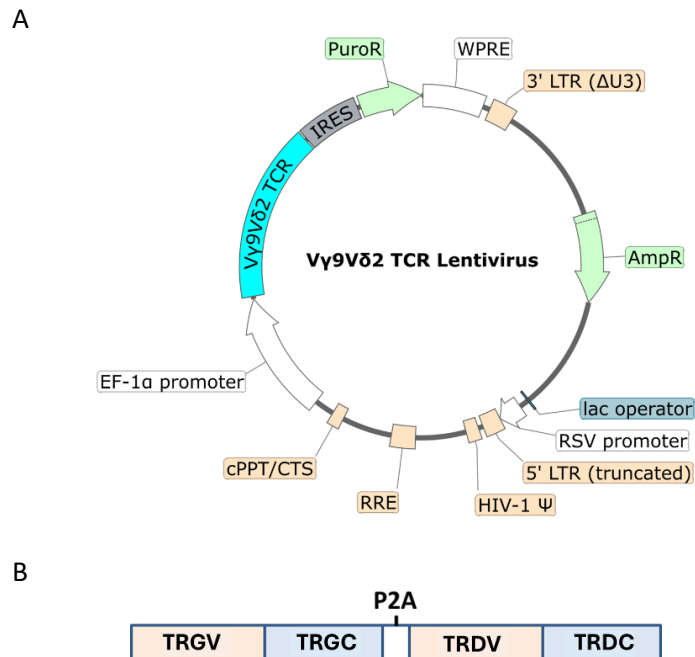 A
PuroR
WPRE
3' LTR (ΔU3)
IRES
Vγ9Vδ2 TCR
Vγ9Vδ2 TCR Lentivirus
AmpR
EF-1α promoter
lac operator
RSV promoter
cPPT/CTS
5' LTR (truncated)
RRE
HIV-1 Ψ
B
P2A
TRGV TRGC TRDV TRDC